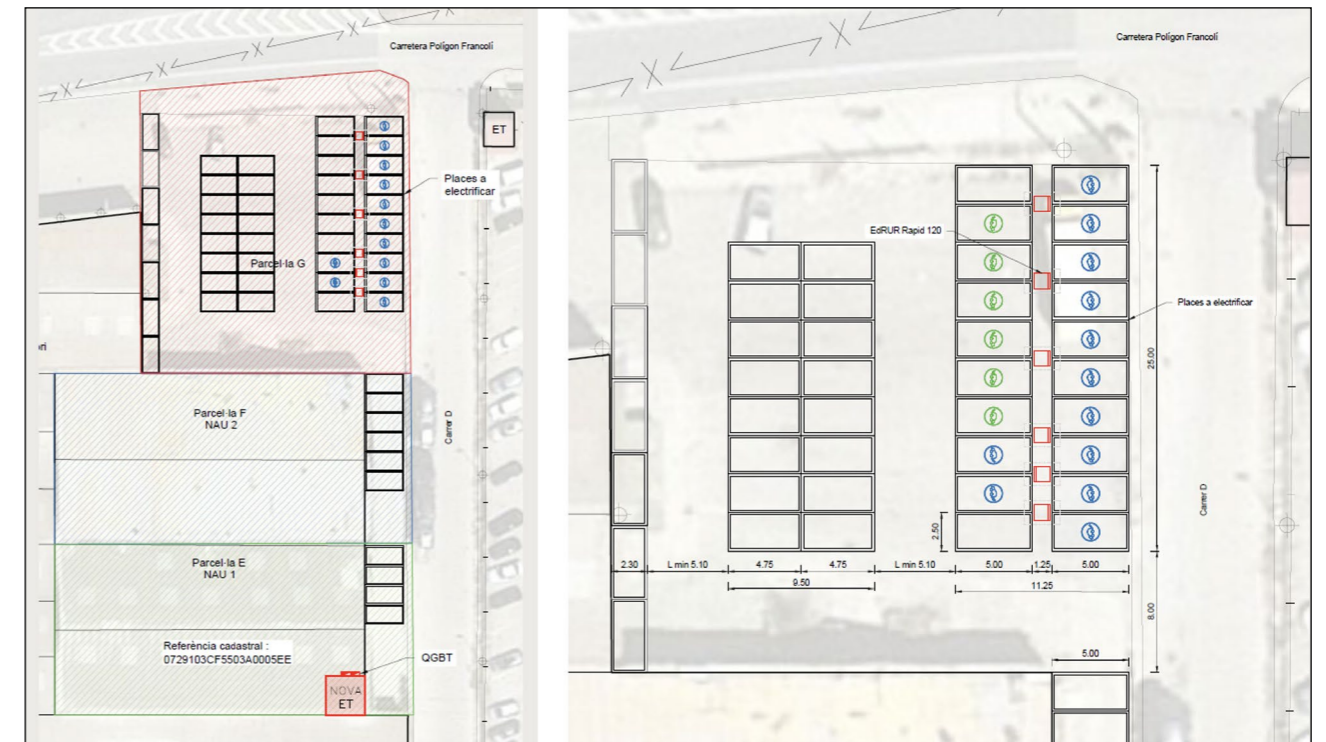 Carretera Polígon Francolí
ET
Places a
electrificar
Parcel·la G
ori
Parcel·la F
NAU 2
Carrer D
Parcel·la E
NAU 1
Referència cadastral :
0729103CF5503A0005EE
QGBT
NOVA
ET
Carretera Polígon Francolí
EdRUR Rapid 120
Places a electrificar
25.00
2.50
Carrer D
2.30
L min 5.10
4.75
4.75
L min 5.10
5.00
1.25
5.00
9.50
11.25
8.00
5.00